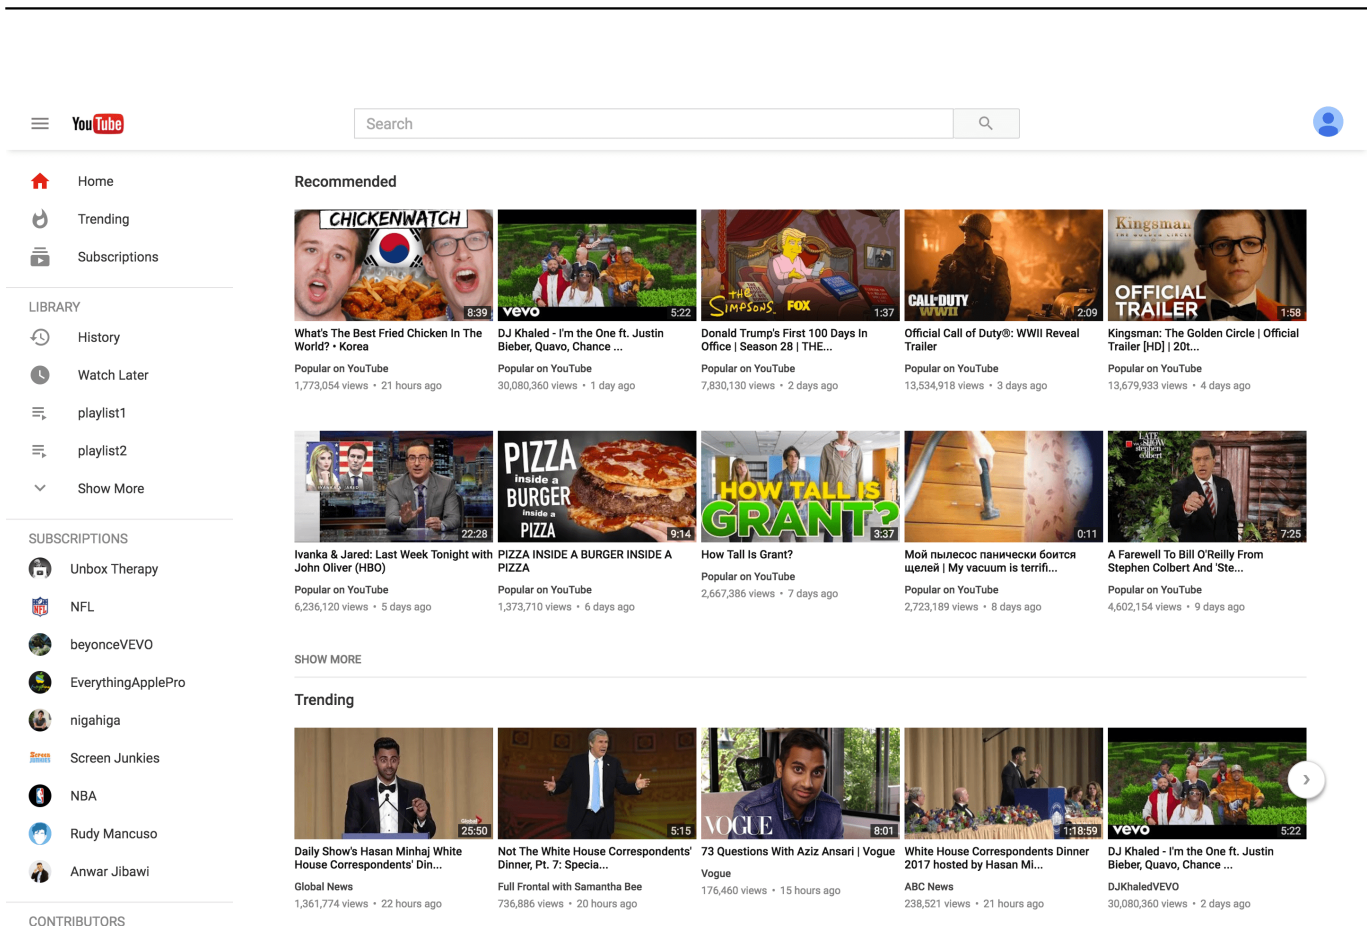 YouTube
Search
Home
Trending
Subscriptions
LIBRARY
History
Watch Later
playlist1
playlist2
Show More
SUBSCRIPTIONS
Unbox Therapy
NFL
beyonceVEVO
EverythingApplePro
nigahiga
Screen Junkies
NBA
Rudy Mancuso
Anwar Jibawi
CONTRIBUTORS
Recommended
CHICKENWATCH
8:39
What's The Best Fried Chicken In The
World? • Korea
Popular on YouTube
1,773,054 views • 21 hours ago
vevo
5:22
DJ Khaled - I'm the One ft. Justin
Bieber, Quavo, Chance ...
Popular on YouTube
30,080,360 views • 1 day ago
THE
SIMPSONS FOX
1:37
Donald Trump's First 100 Days In
Office | Season 28 | THE...
Popular on YouTube
7,830,130 views • 2 days ago
CALL DUTY
WWII
2:09
Official Call of Duty®: WWII Reveal
Trailer
Popular on YouTube
13,534,918 views • 3 days ago
Kingsman
THE GOLDEN CIRCLE
OFFICIAL
TRAILER
1:58
Kingsman: The Golden Circle | Official
Trailer [HD] | 20t...
Popular on YouTube
13,679,933 views • 4 days ago
IVANKA & JARED
22:28
Ivanka & Jared: Last Week Tonight with
John Oliver (HBO)
Popular on YouTube
6,236,120 views • 5 days ago
PIZZA
inside a
BURGER
inside a
PIZZA
9:14
PIZZA INSIDE A BURGER INSIDE A
PIZZA
Popular on YouTube
1,373,710 views • 6 days ago
HOW TALL IS
GRANT?
3:37
How Tall Is Grant?
Popular on YouTube
2,667,386 views • 7 days ago
0:11
Мой пылесос панически боится
щелей | My vacuum is terrifi...
Popular on YouTube
2,723,189 views • 8 days ago
LATE
SHOW
stephen
colbert
7:25
A Farewell To Bill O'Reilly From
Stephen Colbert And 'Ste...
Popular on YouTube
4,602,154 views • 9 days ago
SHOW MORE
Trending
Global
25:50
Daily Show's Hasan Minhaj White
House Correspondents' Din...
Global News
1,361,774 views • 22 hours ago
5:15
Not The White House Correspondents'
Dinner, Pt. 7: Specia...
Full Frontal with Samantha Bee
736,886 views • 20 hours ago
VOGUE
8:01
73 Questions With Aziz Ansari | Vogue
Vogue
176,460 views • 15 hours ago
1:18:59
White House Correspondents Dinner
2017 hosted by Hasan Mi...
ABC News
238,521 views • 21 hours ago
vevo
5:22
DJ Khaled - I'm the One ft. Justin
Bieber, Quavo, Chance ...
DJKhaledVEVO
30,080,360 views • 2 days ago